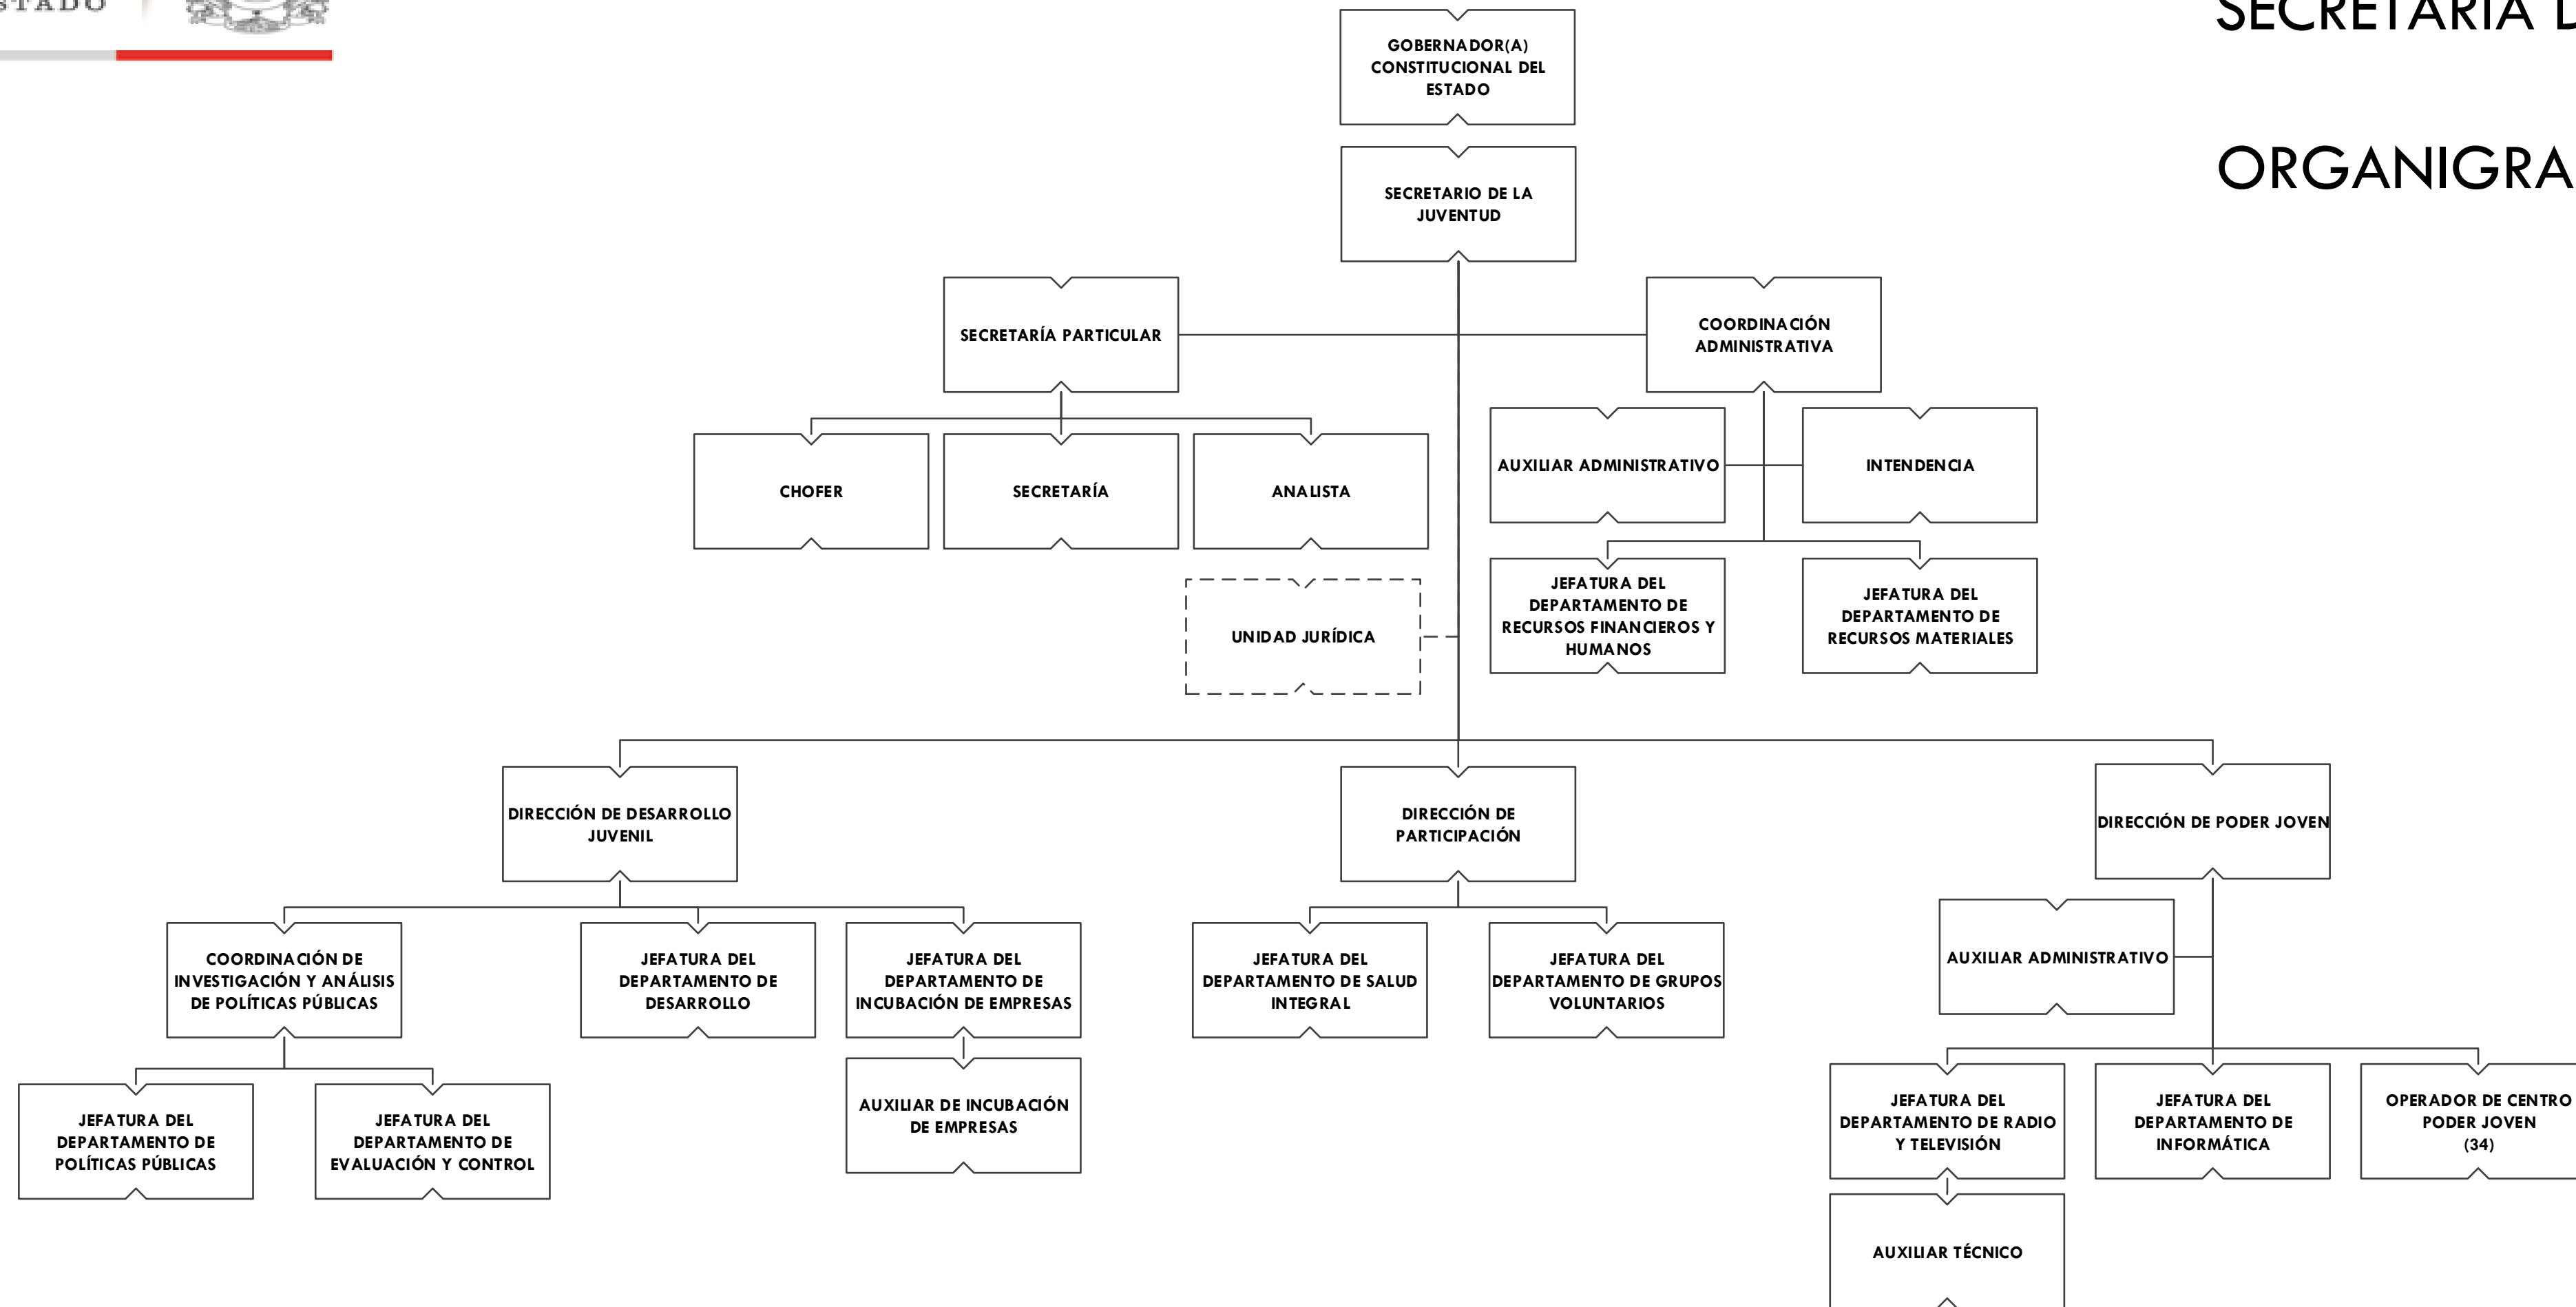 SECRETARÍA
ORGANIGRA
GOBERNADOR(A)
CONSTITUCIONAL DEL
ESTADO
SECRETARIO DE LA
JUVENTUD
SECRETARÍA PARTICULAR
COORDINACIÓN
ADMINISTRATIVA
CHOFER
SECRETARÍA
ANALISTA
AUXILIAR ADMINISTRATIVO
INTENDENCIA
UNIDAD JURÍDICA
JEFATURA DEL
DEPARTAMENTO DE
RECURSOS FINANCIEROS Y
HUMANOS
JEFATURA DEL
DEPARTAMENTO DE
RECURSOS MATERIALES
DIRECCIÓN DE DESARROLLO
JUVENIL
DIRECCIÓN DE
PARTICIPACIÓN
DIRECCIÓN DE PODER JOVEN
COORDINACIÓN DE
INVESTIGACIÓN Y ANÁLISIS
DE POLÍTICAS PÚBLICAS
JEFATURA DEL
DEPARTAMENTO DE
DESARROLLO
JEFATURA DEL
DEPARTAMENTO DE
INCUBACIÓN DE EMPRESAS
JEFATURA DEL
DEPARTAMENTO DE SALUD
INTEGRAL
JEFATURA DEL
DEPARTAMENTO DE GRUPOS
VOLUNTARIOS
AUXILIAR ADMINISTRATIVO
JEFATURA DEL
DEPARTAMENTO DE
POLÍTICAS PÚBLICAS
JEFATURA DEL
DEPARTAMENTO DE
EVALUACIÓN Y CONTROL
AUXILIAR DE INCUBACIÓN
DE EMPRESAS
JEFATURA DEL
DEPARTAMENTO DE RADIO
Y TELEVISIÓN
JEFATURA DEL
DEPARTAMENTO DE
INFORMÁTICA
OPERADOR DE CENTRO
PODER JOVEN
(34)
AUXILIAR TÉCNICO